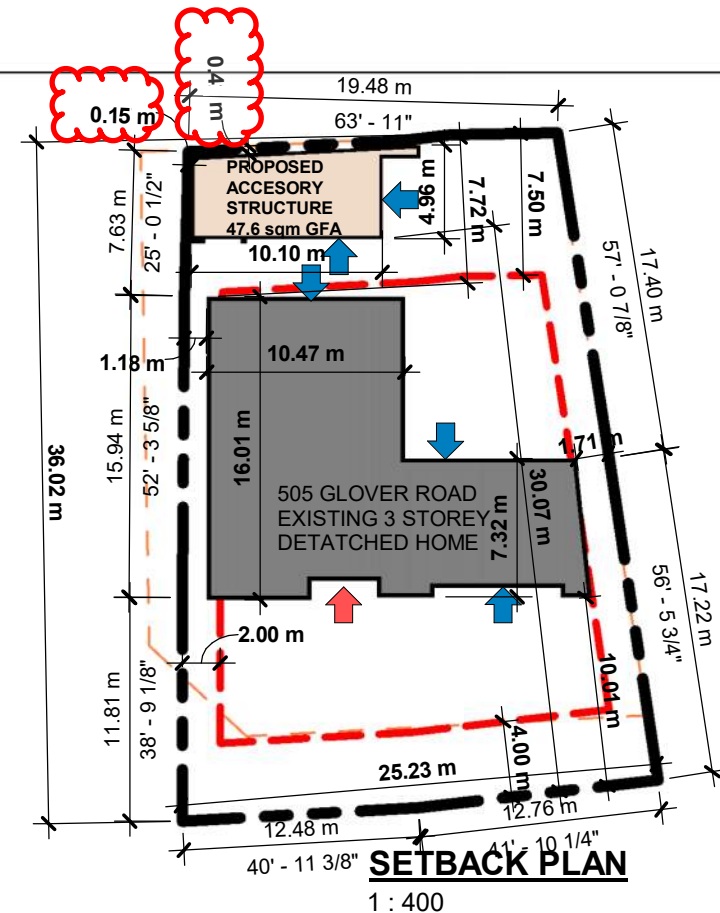 0.4 m
19.48 m
0.15 m
63' - 11"
PROPOSED
ACCESORY
STRUCTURE
47.6 sqm GFA
4.96 m
7.72 m
7.50 m
7.63 m
25' - 0 1/2"
10.10 m
17.40 m
57' - 0 7/8"
1.18 m
10.47 m
36.02 m
15.94 m
52' - 3 5/8"
16.01 m
1.71 m
505 GLOVER ROAD
EXISTING 3 STOREY
DETATCHED HOME
7.32 m
30.07 m
17.22 m
56' - 5 3/4"
2.00 m
11.81 m
38' - 9 1/8"
10.01 m
4.00 m
25.23 m
12.48 m
12.76 m
40' - 11 3/8"
41' - 10 1/4"
SETBACK PLAN
1 : 400